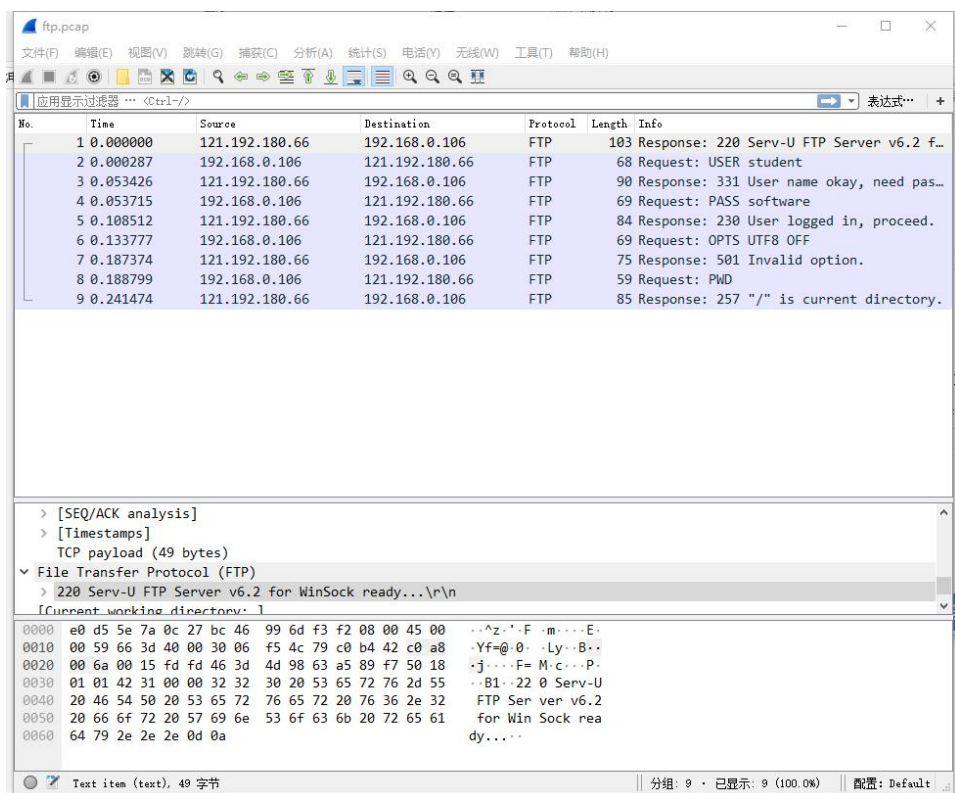 ftp.pcap
文件(F) 编辑(E) 视图(V) 跳转(G) 捕获(C) 分析(A) 统计(S) 电话(Y) 无线(W) 工具(T) 帮助(H)
应用显示过滤器 … <Ctrl-/> 表达式… +
No. Time Source Destination Protocol Length Info
1 0.000000 121.192.180.66 192.168.0.106 FTP 103 Response: 220 Serv-U FTP Server v6.2 f…
2 0.000287 192.168.0.106 121.192.180.66 FTP 68 Request: USER student
3 0.053426 121.192.180.66 192.168.0.106 FTP 90 Response: 331 User name okay, need pas…
4 0.053715 192.168.0.106 121.192.180.66 FTP 69 Request: PASS software
5 0.108512 121.192.180.66 192.168.0.106 FTP 84 Response: 230 User logged in, proceed.
6 0.133777 192.168.0.106 121.192.180.66 FTP 69 Request: OPTS UTF8 OFF
7 0.187374 121.192.180.66 192.168.0.106 FTP 75 Response: 501 Invalid option.
8 0.188799 192.168.0.106 121.192.180.66 FTP 59 Request: PWD
9 0.241474 121.192.180.66 192.168.0.106 FTP 85 Response: 257 "/" is current directory.
[SEQ/ACK analysis]
[Timestamps]
TCP payload (49 bytes)
File Transfer Protocol (FTP)
220 Serv-U FTP Server v6.2 for WinSock ready...\r\n
[Current working directory: ]
0000 e0 d5 5e 7a 0c 27 bc 46 99 6d f3 f2 08 00 45 00 ··^z·'·F ·m····E·
0010 00 59 66 3d 40 00 30 06 f5 4c 79 c0 b4 42 c0 a8 ·Yf=@·0· ·Ly··B··
0020 00 6a 00 15 fd fd 46 3d 4d 98 63 a5 89 f7 50 18 ·j····F= M·c···P·
0030 01 01 42 31 00 00 32 32 30 20 53 65 72 76 2d 55 ··B1··22 0 Serv-U
0040 20 46 54 50 20 53 65 72 76 65 72 20 76 36 2e 32 FTP Ser ver v6.2
0050 20 66 6f 72 20 57 69 6e 53 6f 63 6b 20 72 65 61 for Win Sock rea
0060 64 79 2e 2e 2e 0d 0a dy...··
Text item (text), 49 字节 分组: 9 · 已显示: 9 (100.0%) 配置: Default